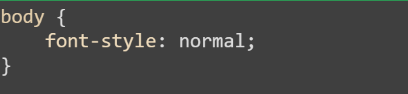 body {
    font-style: normal;
}